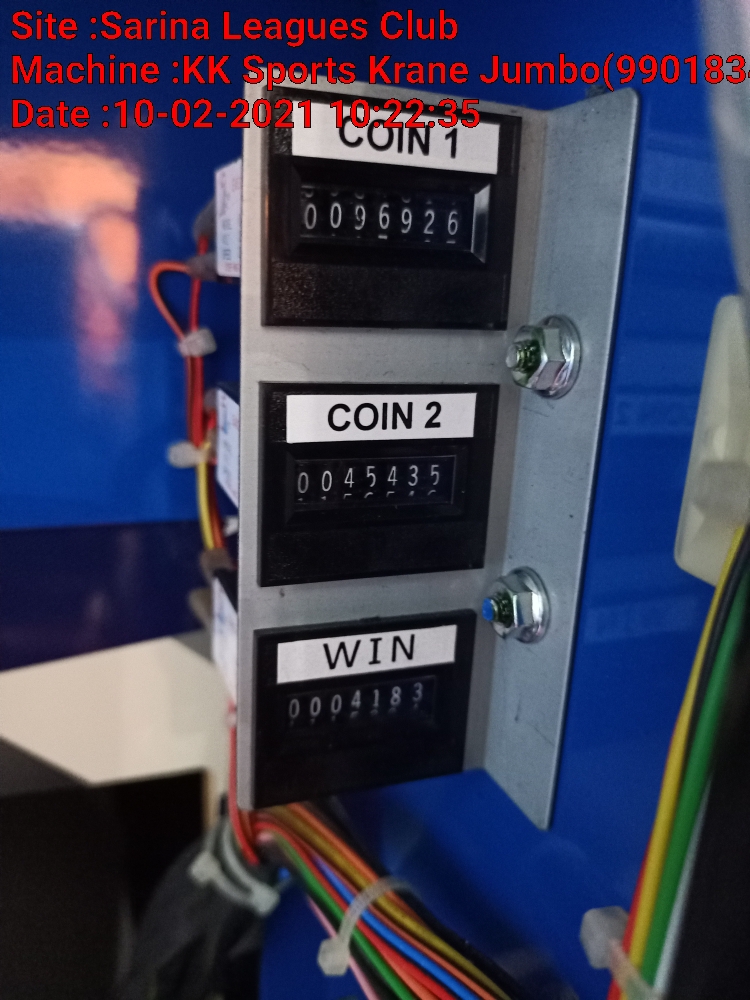 Site :Sarina Leagues Club
Machine :KK Sports Krane Jumbo(9901834
Date :10-02-2021 10:22:35
COIN 1
0096926
COIN 2
0045435
WIN
0004183